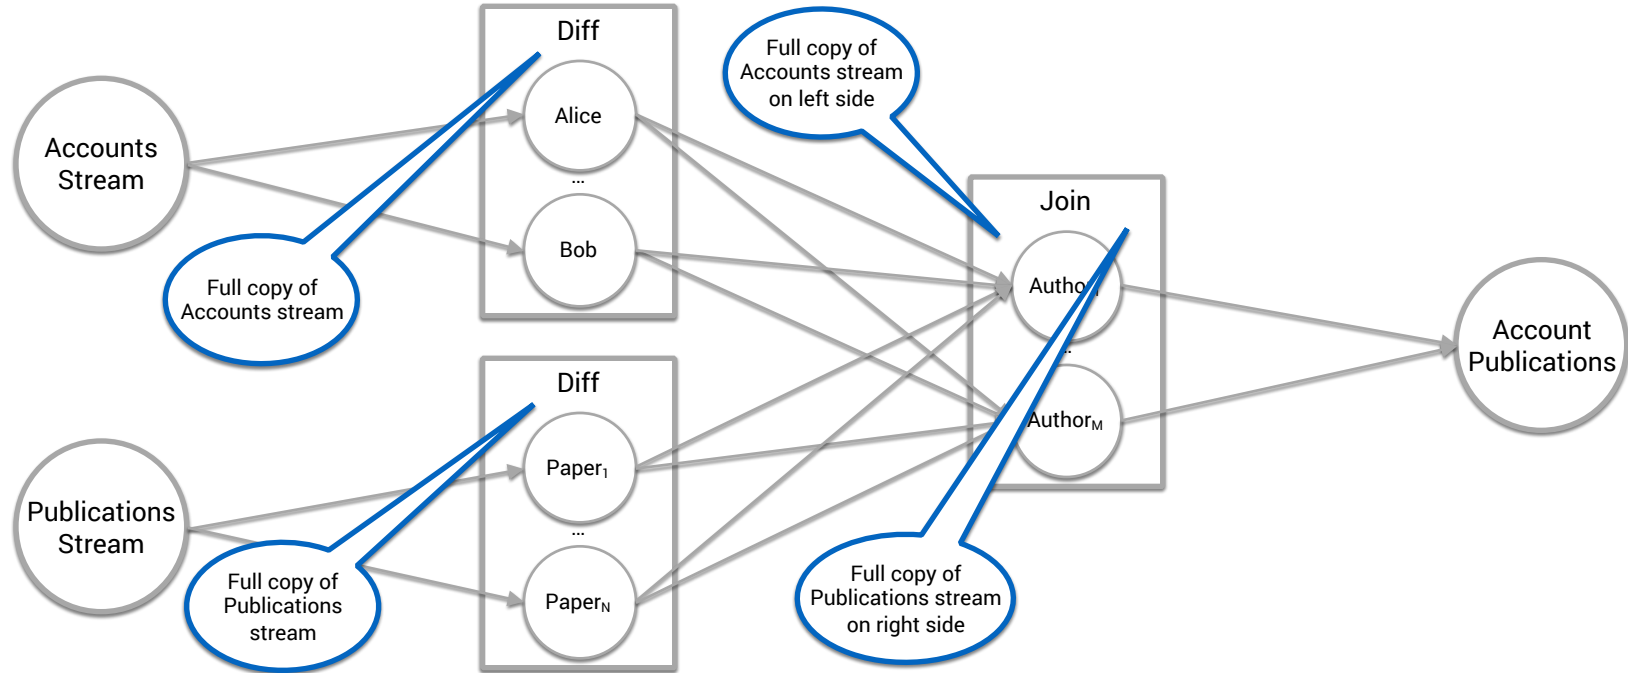 Diff
Full copy of
Accounts stream
on left side
Alice
Accounts
Stream
...
Join
Bob
Full copy of
Accounts stream
Account
Publications
...
Diff
Author
M
Paper1
Publications
Stream
...
Full copy of
Publications
stream
Full copy of
Publications stream
on right side
PaperN